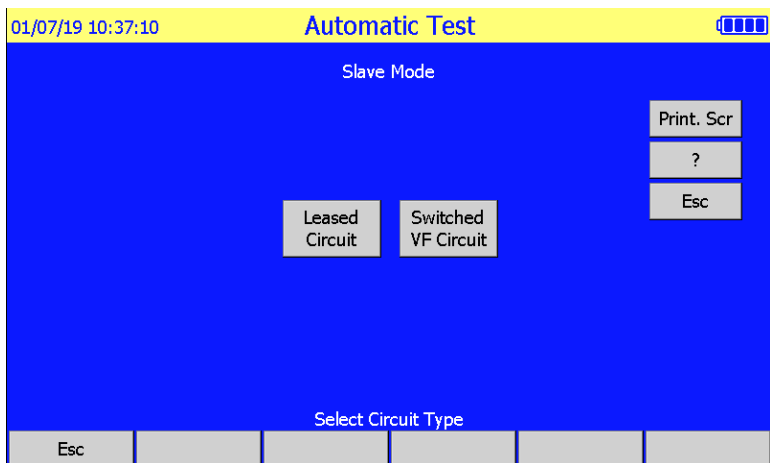 01/07/19 10:37:10
Automatic Test
Slave Mode
Print. Scr
?
Esc
Leased
Circuit
Switched
VF Circuit
Select Circuit Type
Esc